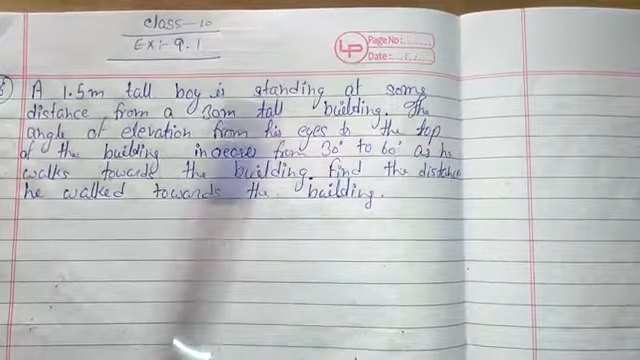 class-10
Ex:- 9.1
LP
Page No:
Date:
A 1.5m tall boy is standing at some
distance from a 30m tall building. The
angle of elevation from his eyes to the top
of the building increases from 30° to 60° as he
walks towards the building. Find the distance
he walked towards the building.